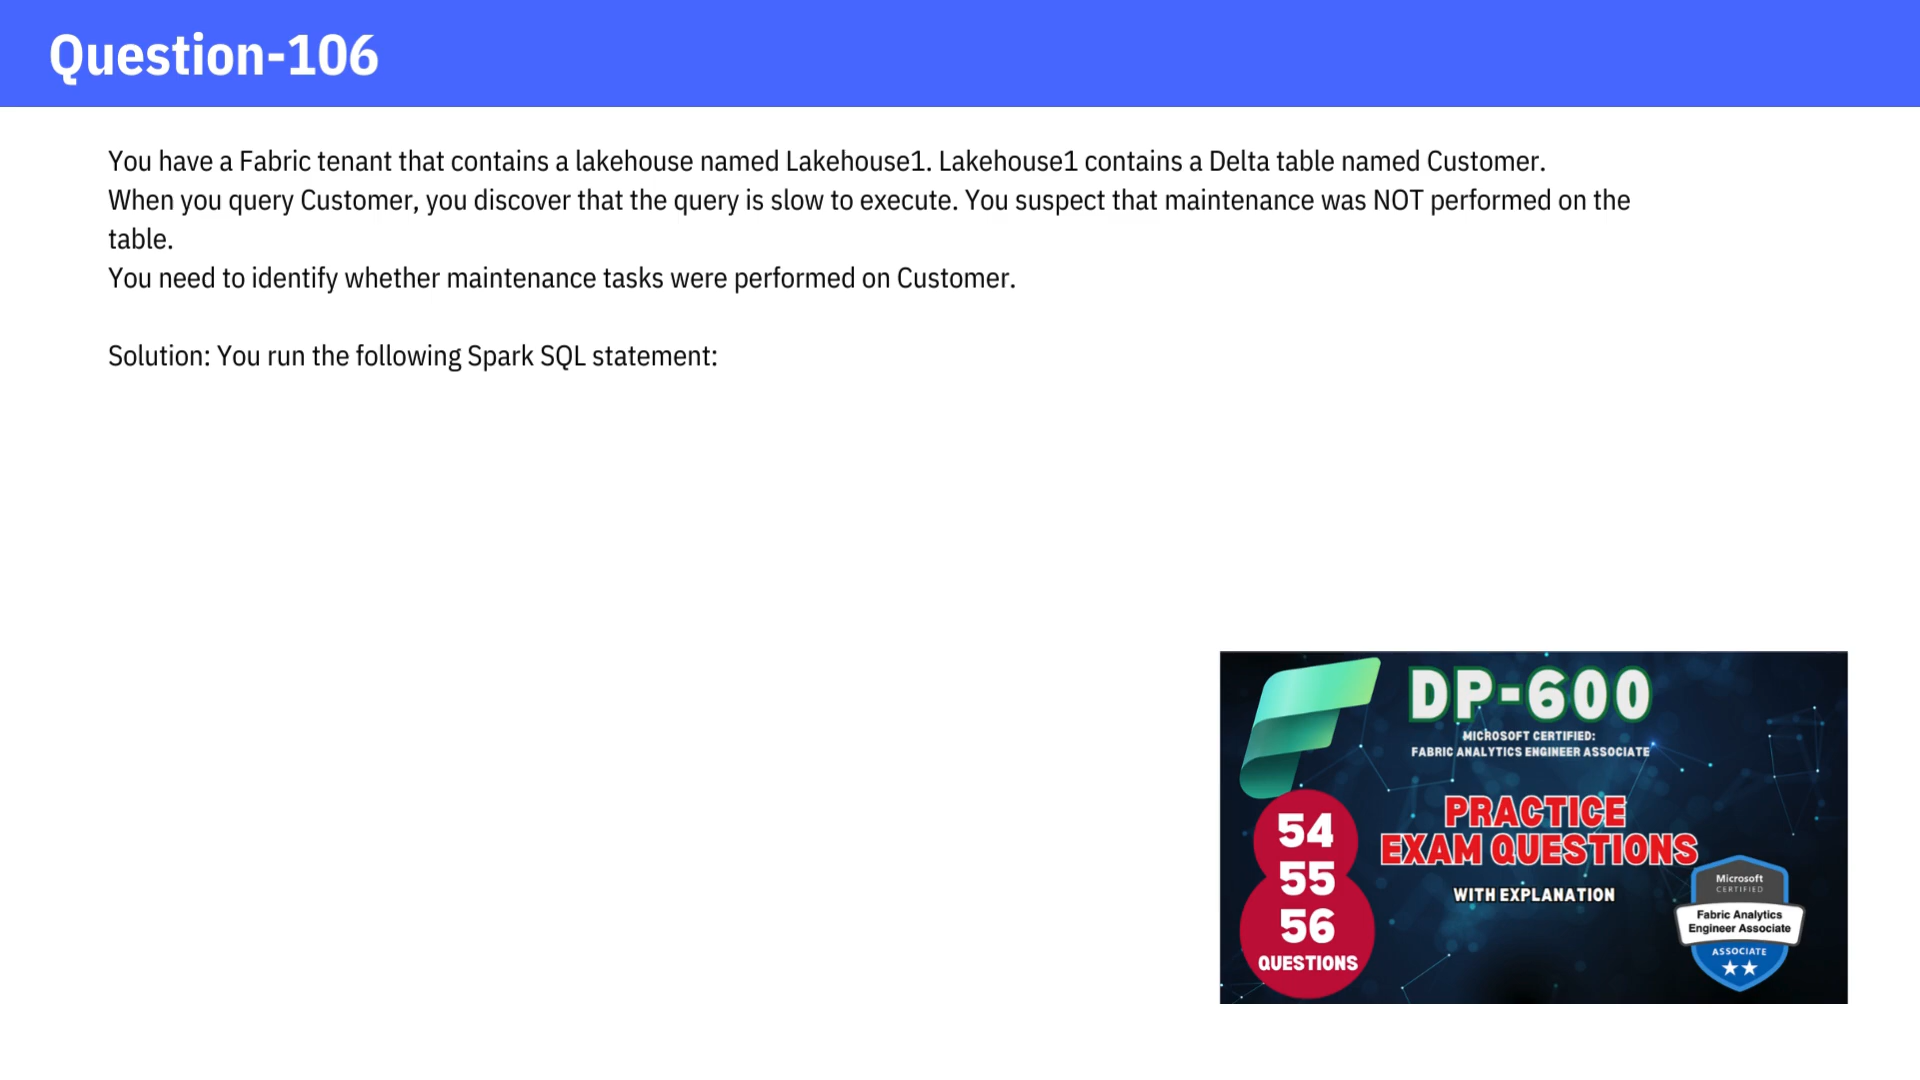 Question-106
You have a Fabric tenant that contains a lakehouse named Lakehouse1. Lakehouse1 contains a Delta table named Customer.
When you query Customer, you discover that the query is slow to execute. You suspect that maintenance was NOT performed on the
table.
You need to identify whether maintenance tasks were performed on Customer.
Solution: You run the following Spark SQL statement:
DP-600
MICROSOFT CERTIFIED:
FABRIC ANALYTICS ENGINEER ASSOCIATE
PRACTICE
EXAM QUESTIONS
WITH EXPLANATION
54
55
56
QUESTIONS
Microsoft
CERTIFIED
Fabric Analytics
Engineer Associate
ASSOCIATE